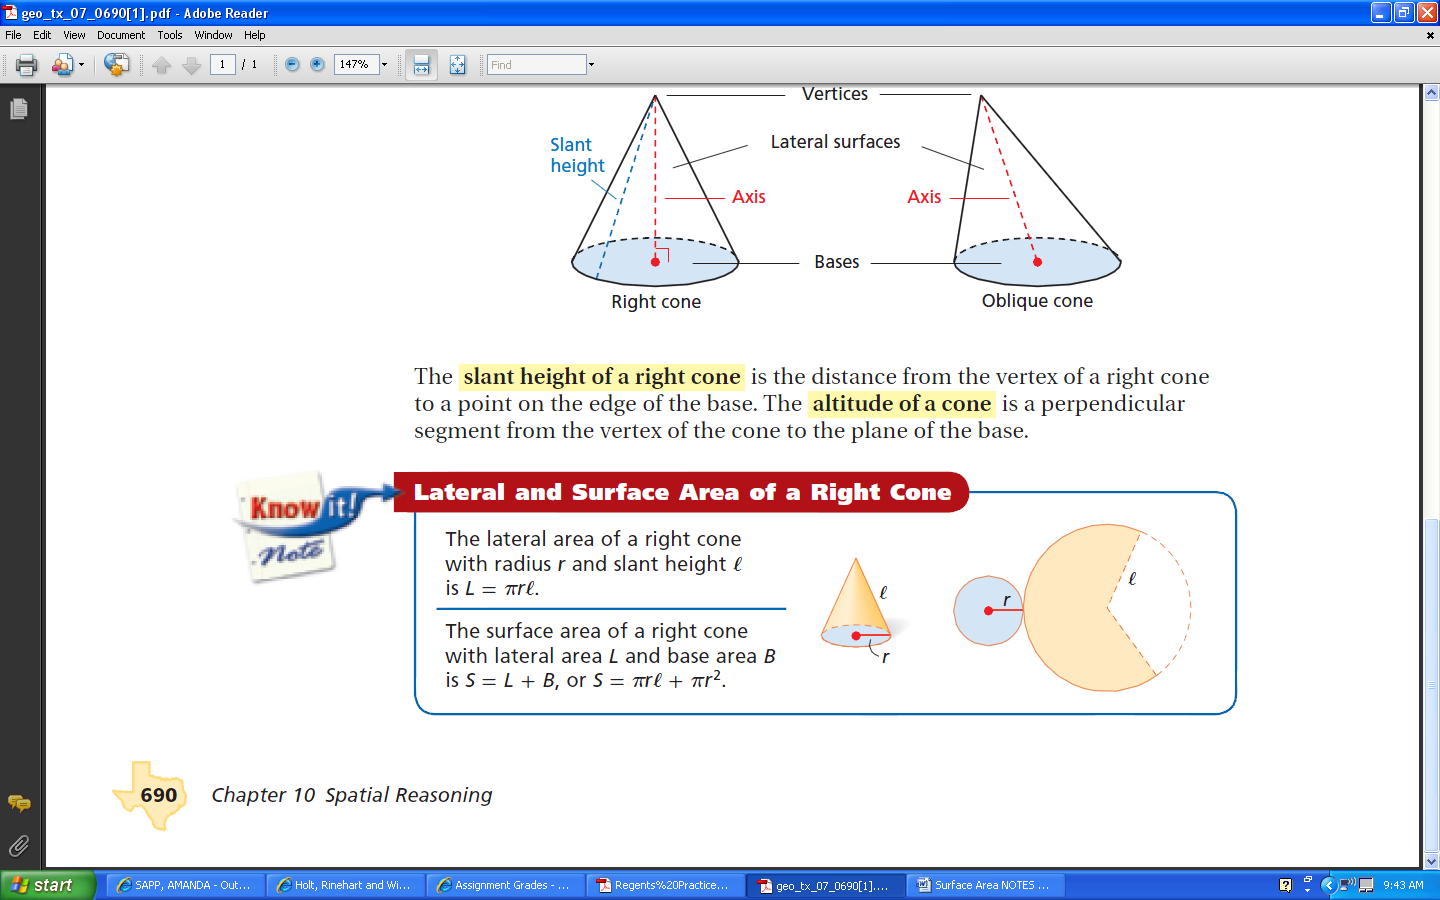 geo_tx_07_0690[1].pdf - Adobe Reader
File Edit View Document Tools Window Help
1 / 1 147% Find
Vertices
Slant
height
Lateral surfaces
Axis
Axis
Bases
Right cone
Oblique cone
The slant height of a right cone is the distance from the vertex of a right cone
to a point on the edge of the base. The altitude of a cone is a perpendicular
segment from the vertex of the cone to the plane of the base.
Know it!
Note
Lateral and Surface Area of a Right Cone
The lateral area of a right cone
with radius r and slant height ℓ
is L = πrℓ.
The surface area of a right cone
with lateral area L and base area B
is S = L + B, or S = πrℓ + πr².
ℓ
r
r
ℓ
690 Chapter 10 Spatial Reasoning
start SAPP, AMANDA - Out... Holt, Rinehart and Wi... Assignment Grades - ... Regents%20Practice... geo_tx_07_0690[1].... Surface Area NOTES ... 9:43 AM